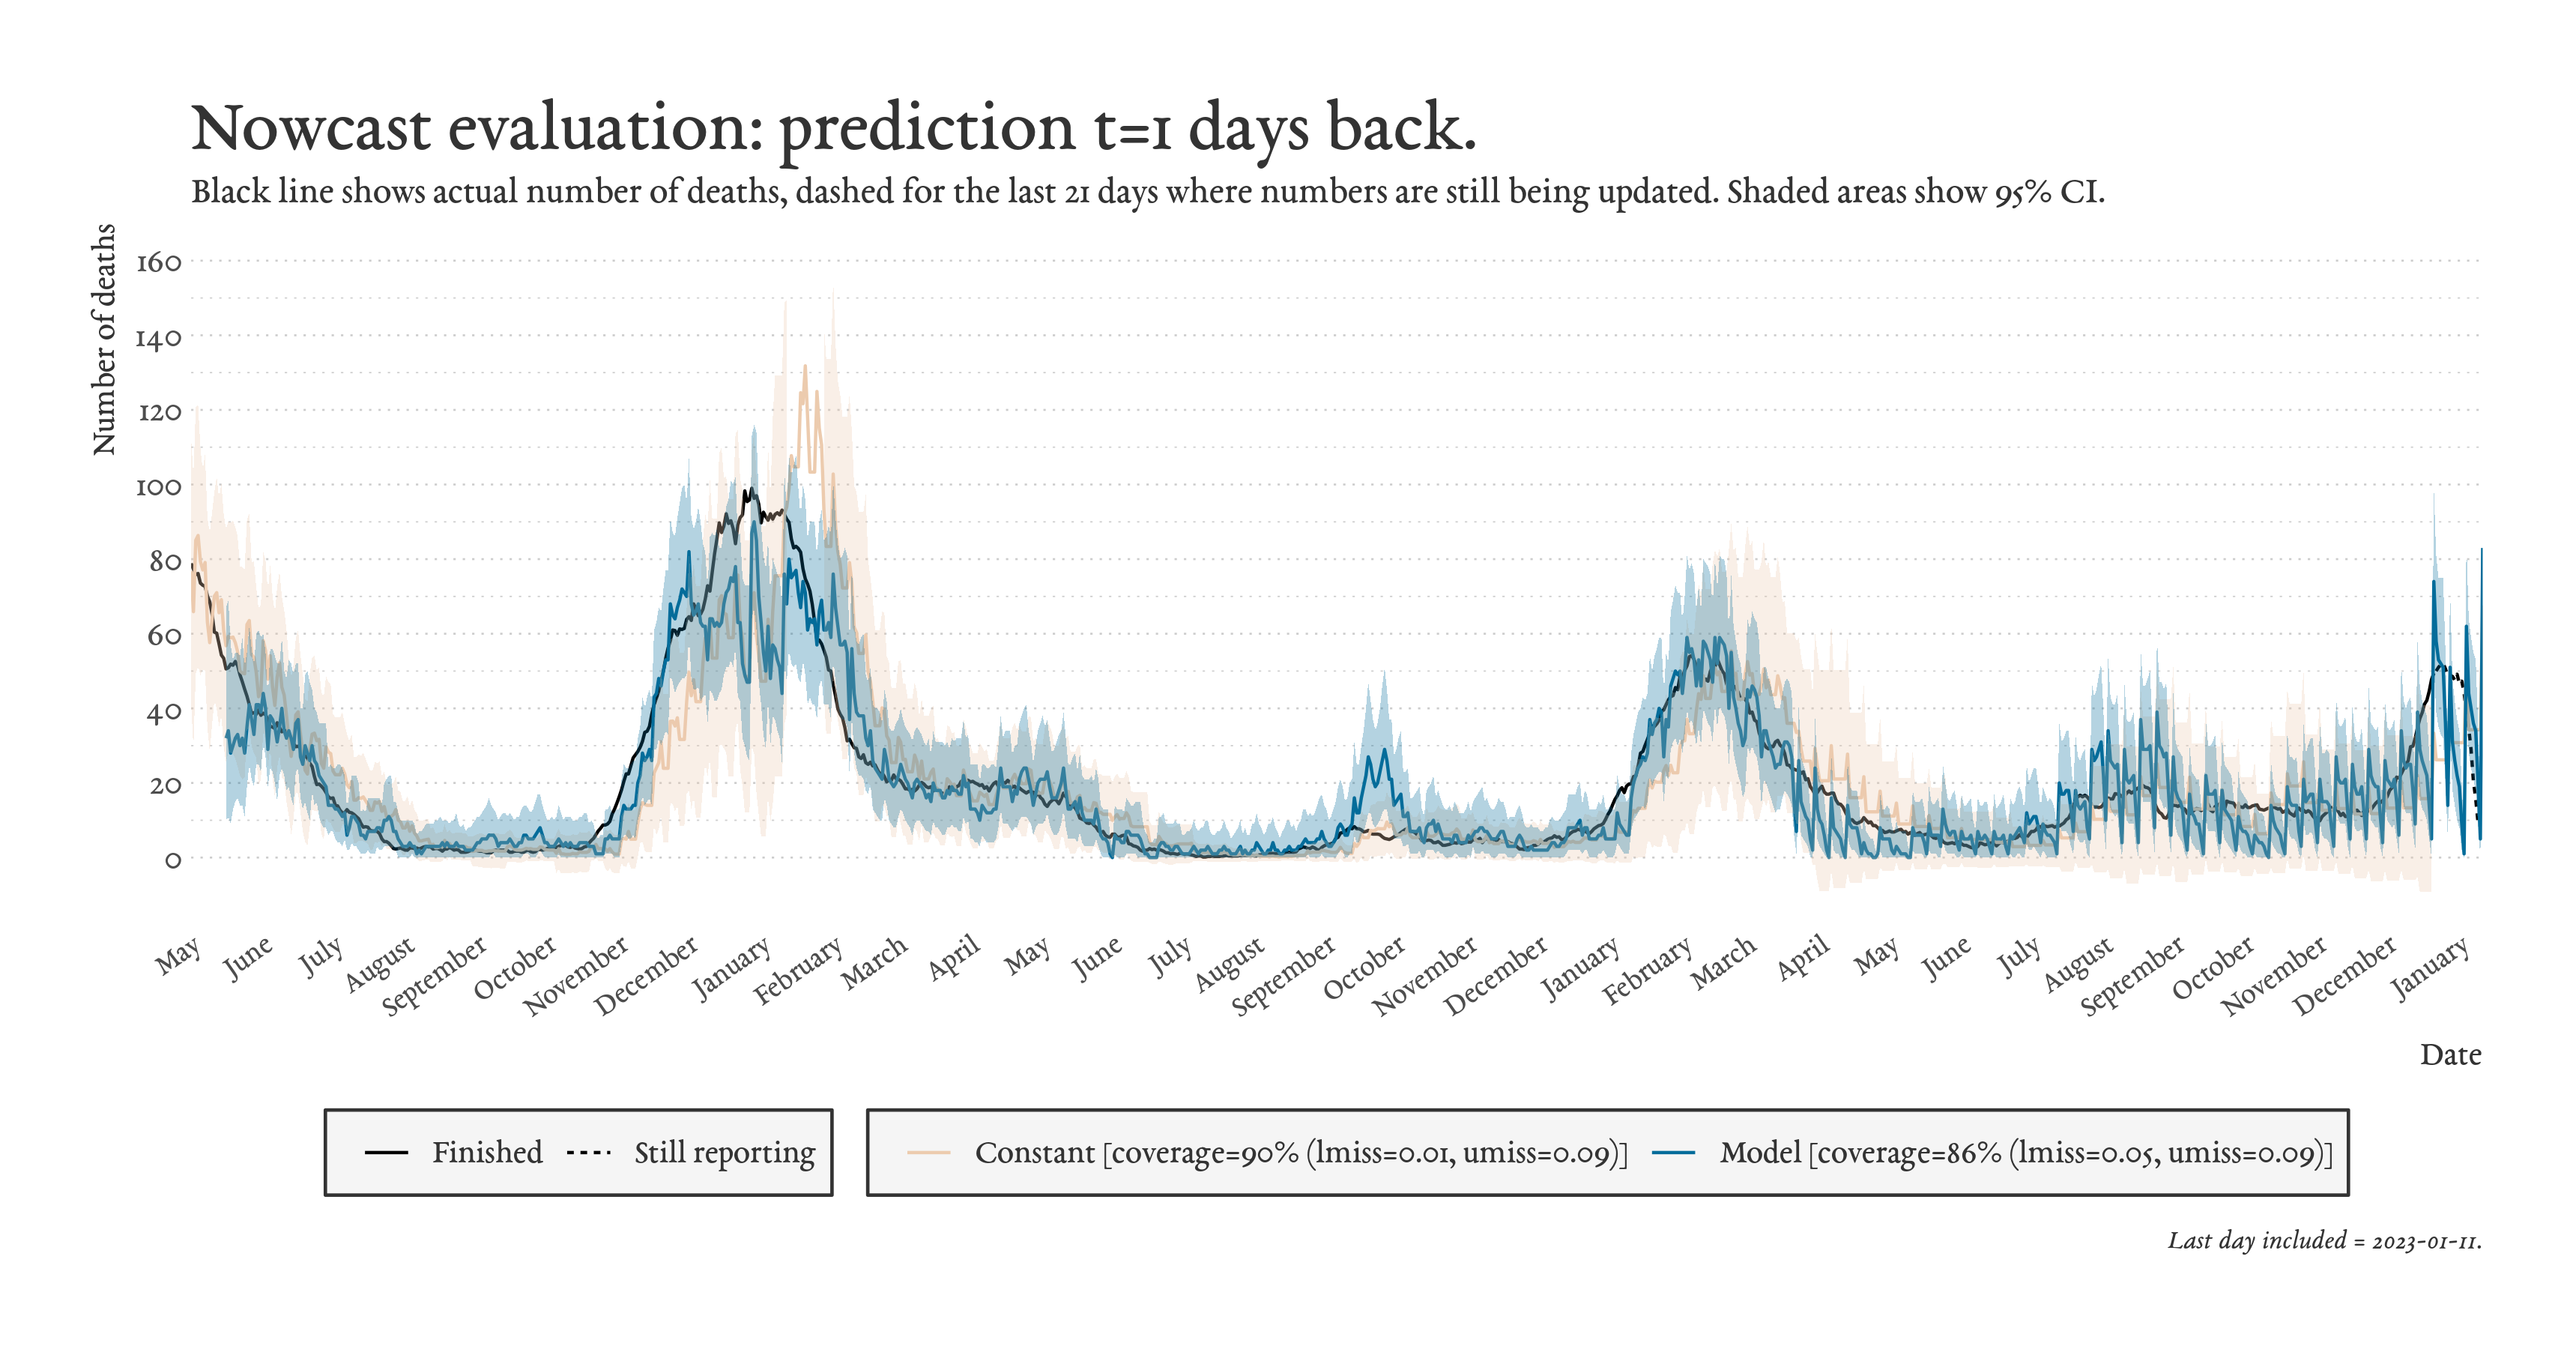 Nowcast evaluation: prediction t=1 days back.
Black line shows actual number of deaths, dashed for the last 21 days where numbers are still being updated. Shaded areas show 95% CI.
Number of deaths
160
140
120
100
80
60
40
20
0
May June July August September October November December January February March April May June July August September October November December January February March April May June July August September October November December January
Date
Finished Still reporting Constant [coverage=90% (lmiss=0.01, umiss=0.09)] Model [coverage=86% (lmiss=0.05, umiss=0.09)]
Last day included = 2023-01-11.